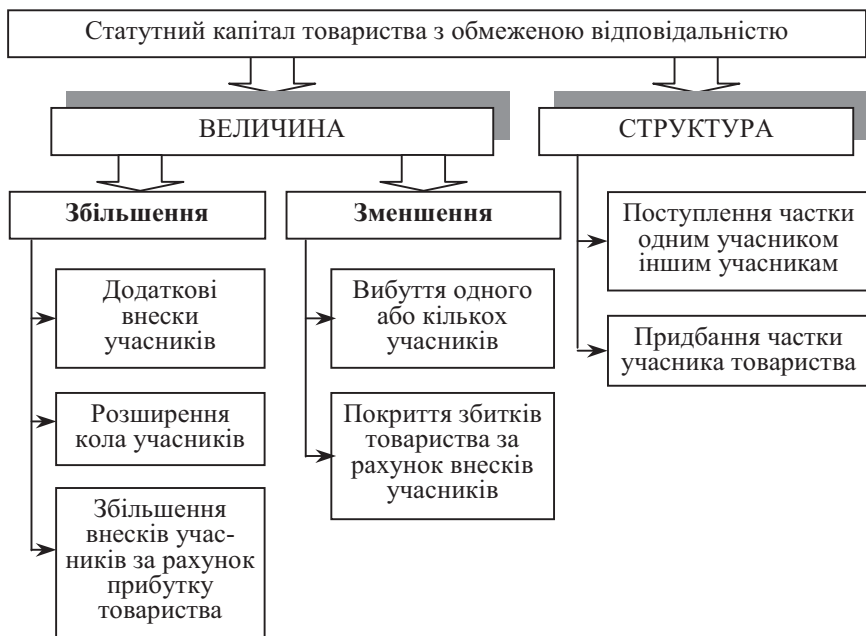 Статутний капітал товариства з обмеженою відповідальністю
ВЕЛИЧИНА
СТРУКТУРА
Збільшення
Зменшення
Додаткові
внески
учасників
Розширення
кола учасників
Збільшення
внесків учас-
ників за рахунок
прибутку
товариства
Вибуття одного
або кількох
учасників
Покриття збитків
товариства за
рахунок внесків
учасників
Поступлення частки
одним учасником
іншим учасникам
Придбання частки
учасника товариства